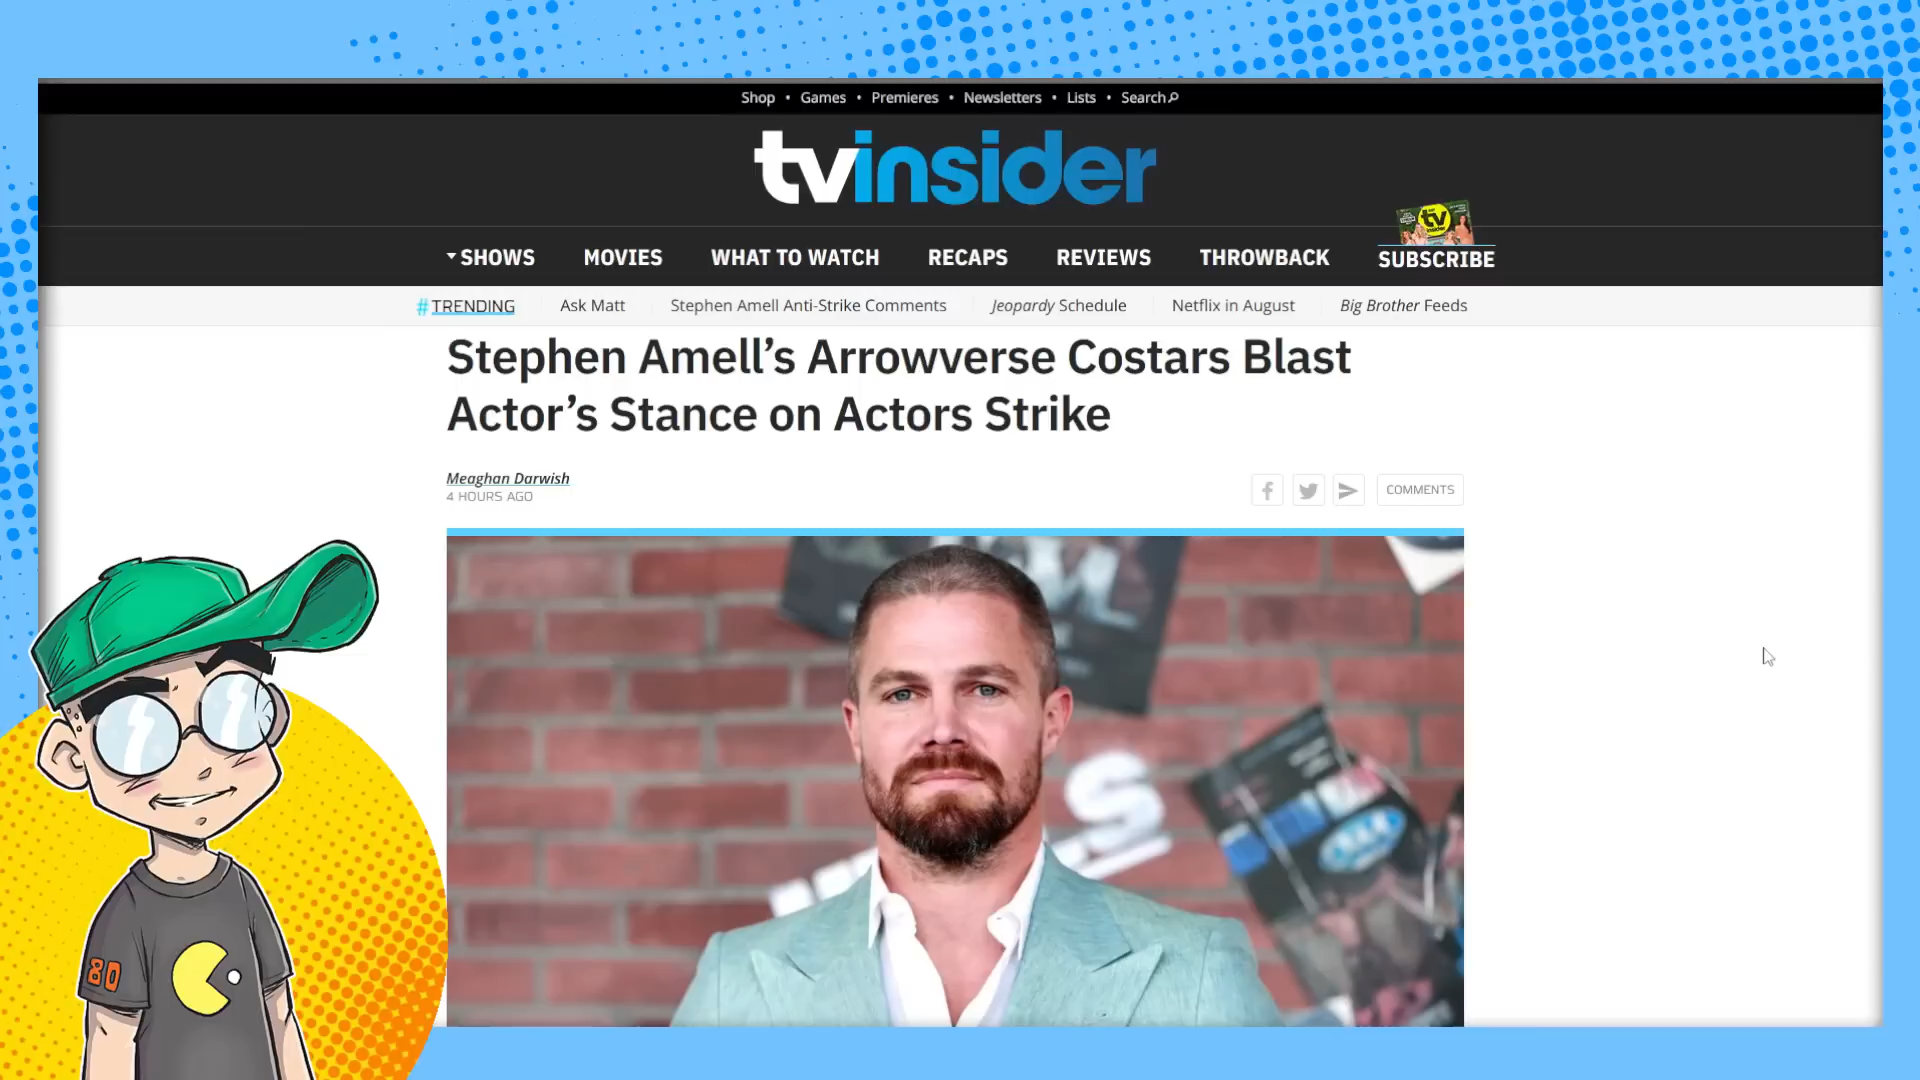 Shop • Games • Premieres • Newsletters • Lists • Search
tvinsider
tv
SHOWS MOVIES WHAT TO WATCH RECAPS REVIEWS THROWBACK SUBSCRIBE
#TRENDING Ask Matt Stephen Amell Anti-Strike Comments Jeopardy Schedule Netflix in August Big Brother Feeds
Stephen Amell’s Arrowverse Costars Blast
Actor’s Stance on Actors Strike
Meaghan Darwish
4 HOURS AGO
COMMENTS
80